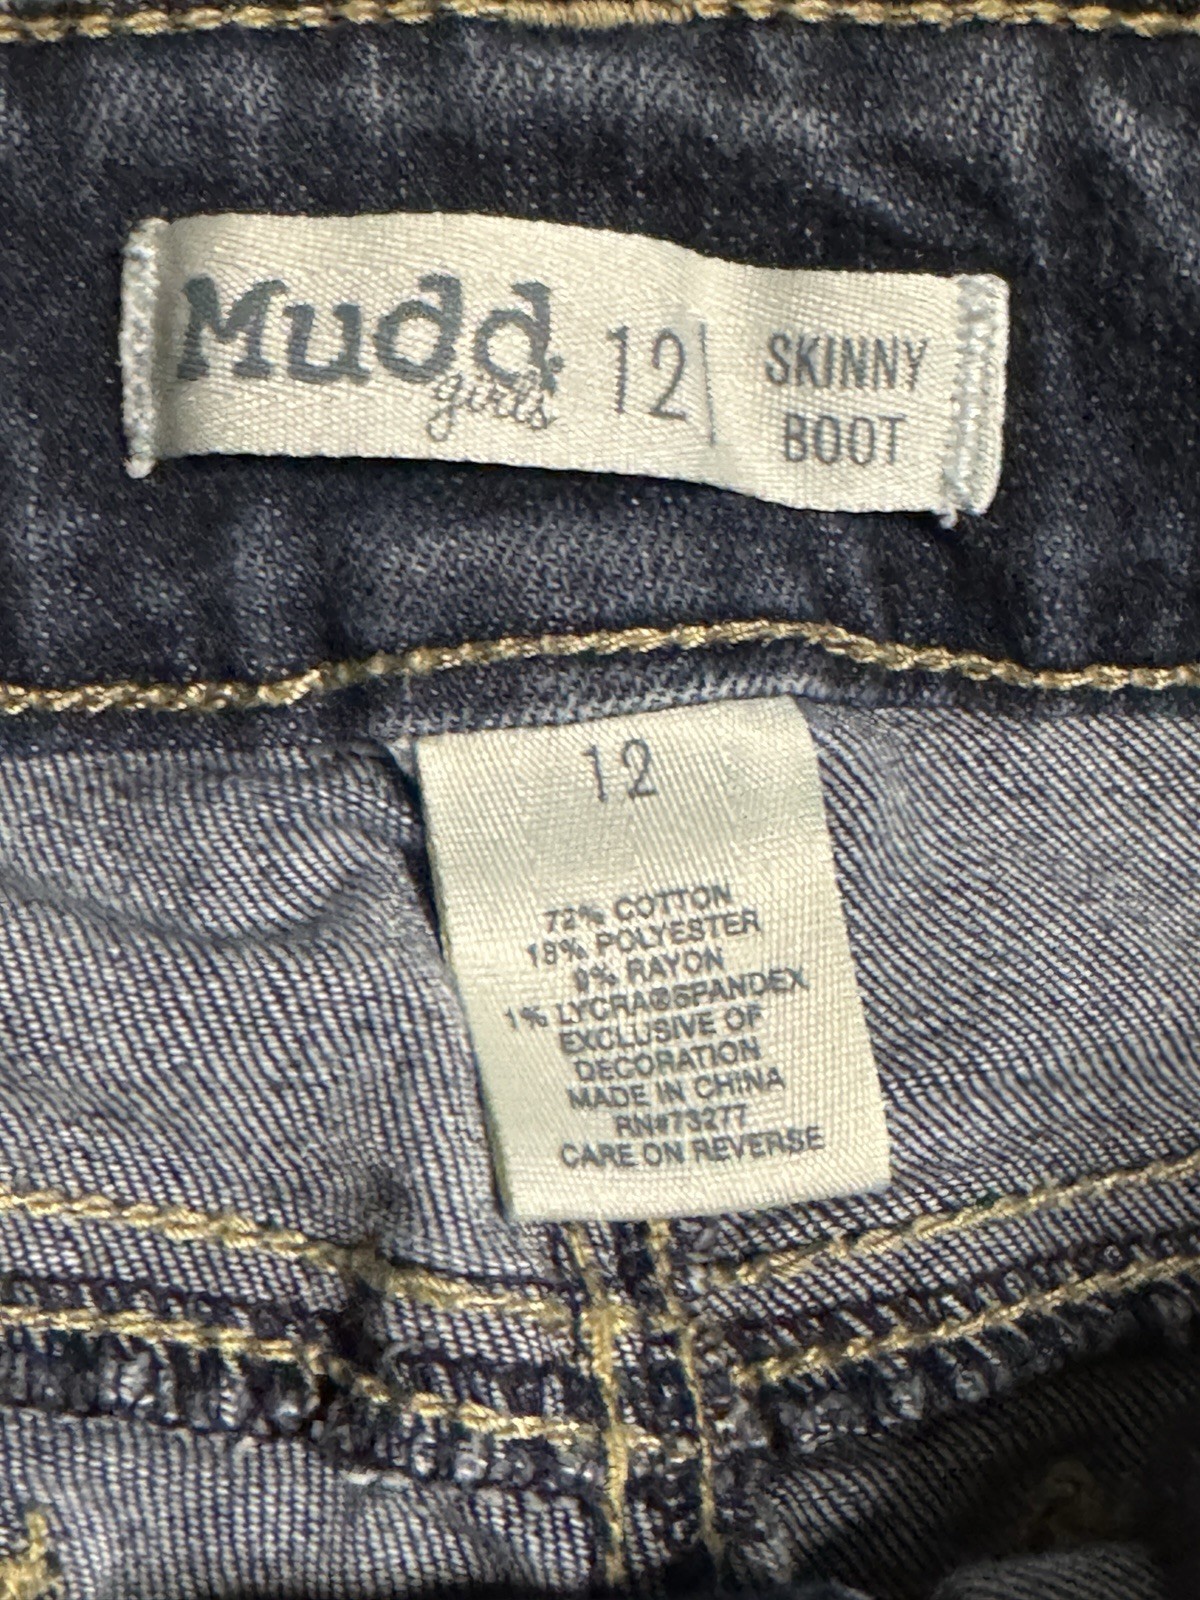 Mudd.
girls
12
SKINNY
BOOT
12
72% COTTON
18% POLYESTER
9% RAYON
1% LYCRA®SPANDEX
EXCLUSIVE OF
DECORATION
MADE IN CHINA
RN#73277
CARE ON REVERSE